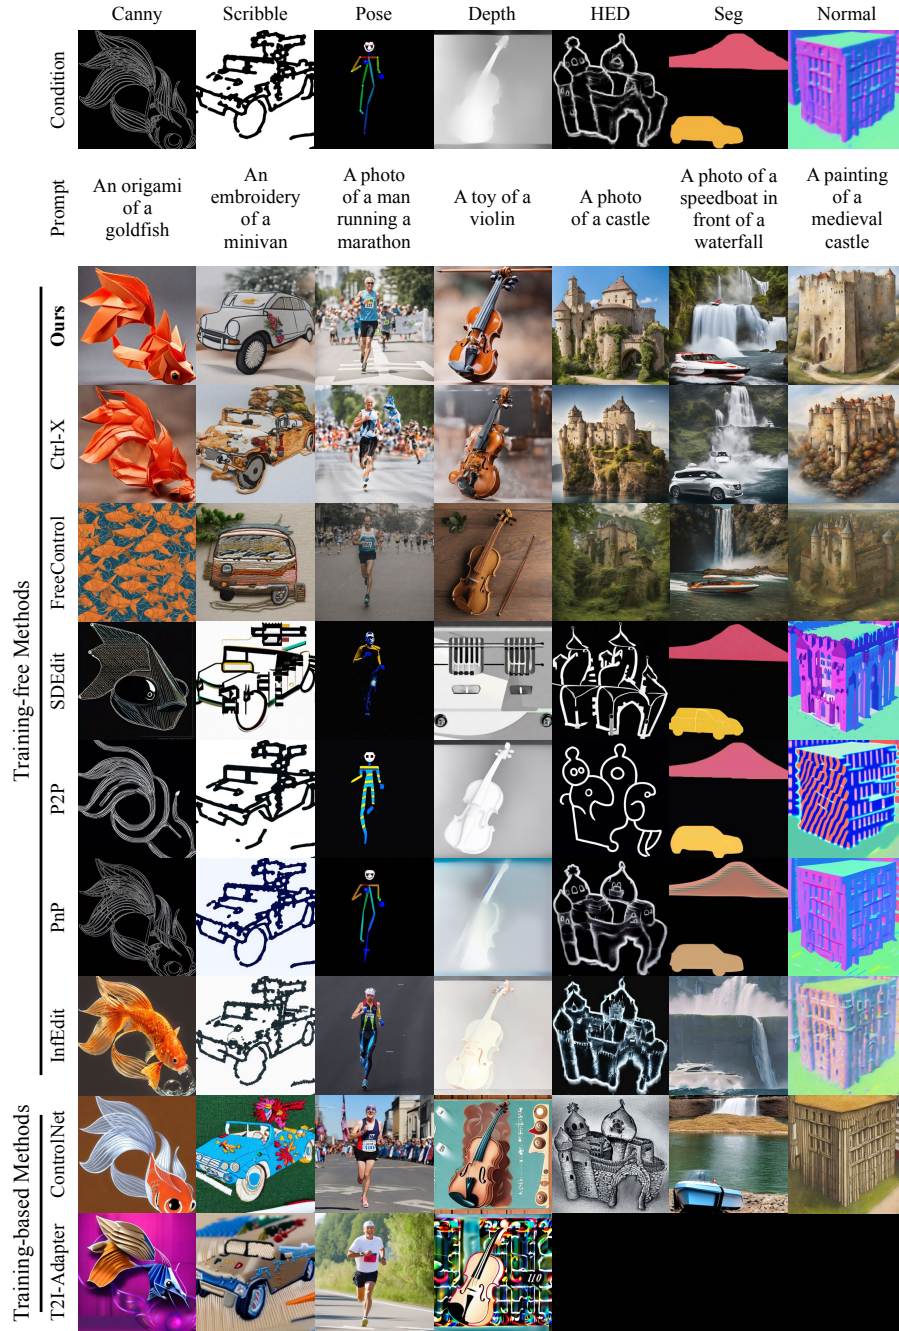 Canny Scribble Pose Depth HED Seg Normal
Condition
Prompt
An origami
of a
goldfish
An
embroidery
of a
minivan
A photo
of a man
running a
marathon
A toy of a
violin
A photo
of a castle
A photo of a
speedboat in
front of a
waterfall
A painting
of a
medieval
castle
Training-free Methods
Ours
Ctrl-X
FreeControl
SDEdit
P2P
PnP
InfEdit
Training-based Methods
ControlNet
T2I-Adapter